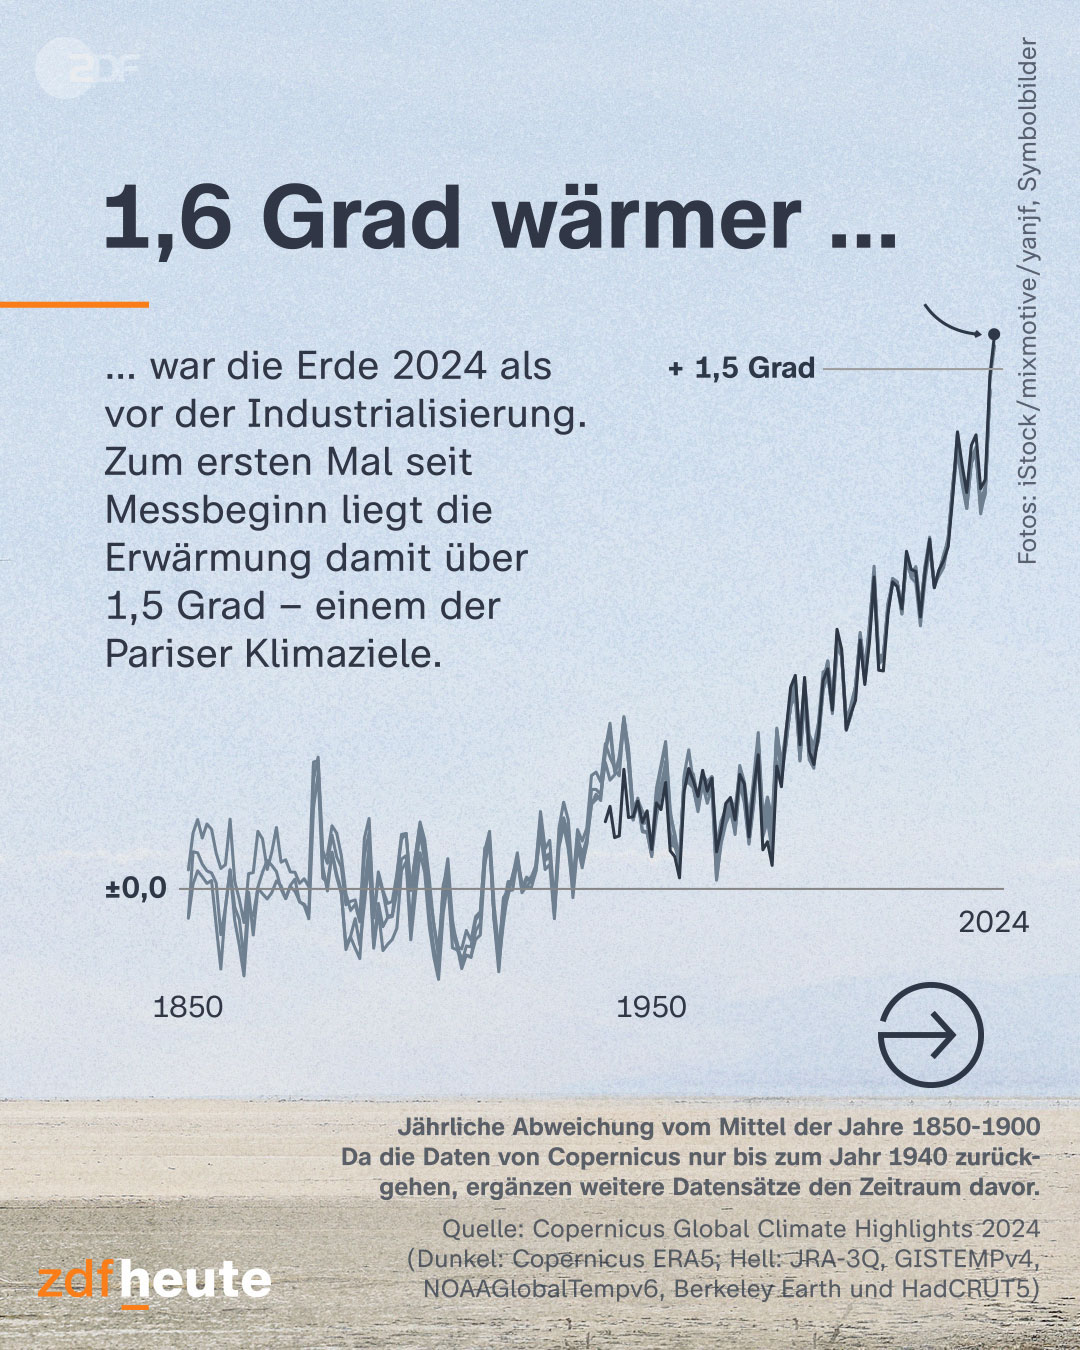 ZDF
1,6 Grad wärmer ...
... war die Erde 2024 als
vor der Industrialisierung.
Zum ersten Mal seit
Messbeginn liegt die
Erwärmung damit über
1,5 Grad – einem der
Pariser Klimaziele.
+ 1,5 Grad
±0,0
1850
1950
2024
Fotos: iStock/mixmotive/yanjf, Symbolbilder
Jährliche Abweichung vom Mittel der Jahre 1850-1900
Da die Daten von Copernicus nur bis zum Jahr 1940 zurück-
gehen, ergänzen weitere Datensätze den Zeitraum davor.
Quelle: Copernicus Global Climate Highlights 2024
(Dunkel: Copernicus ERA5; Hell: JRA-3Q, GISTEMPv4,
NOAAGlobalTempv6, Berkeley Earth und HadCRUT5)
zdfheute